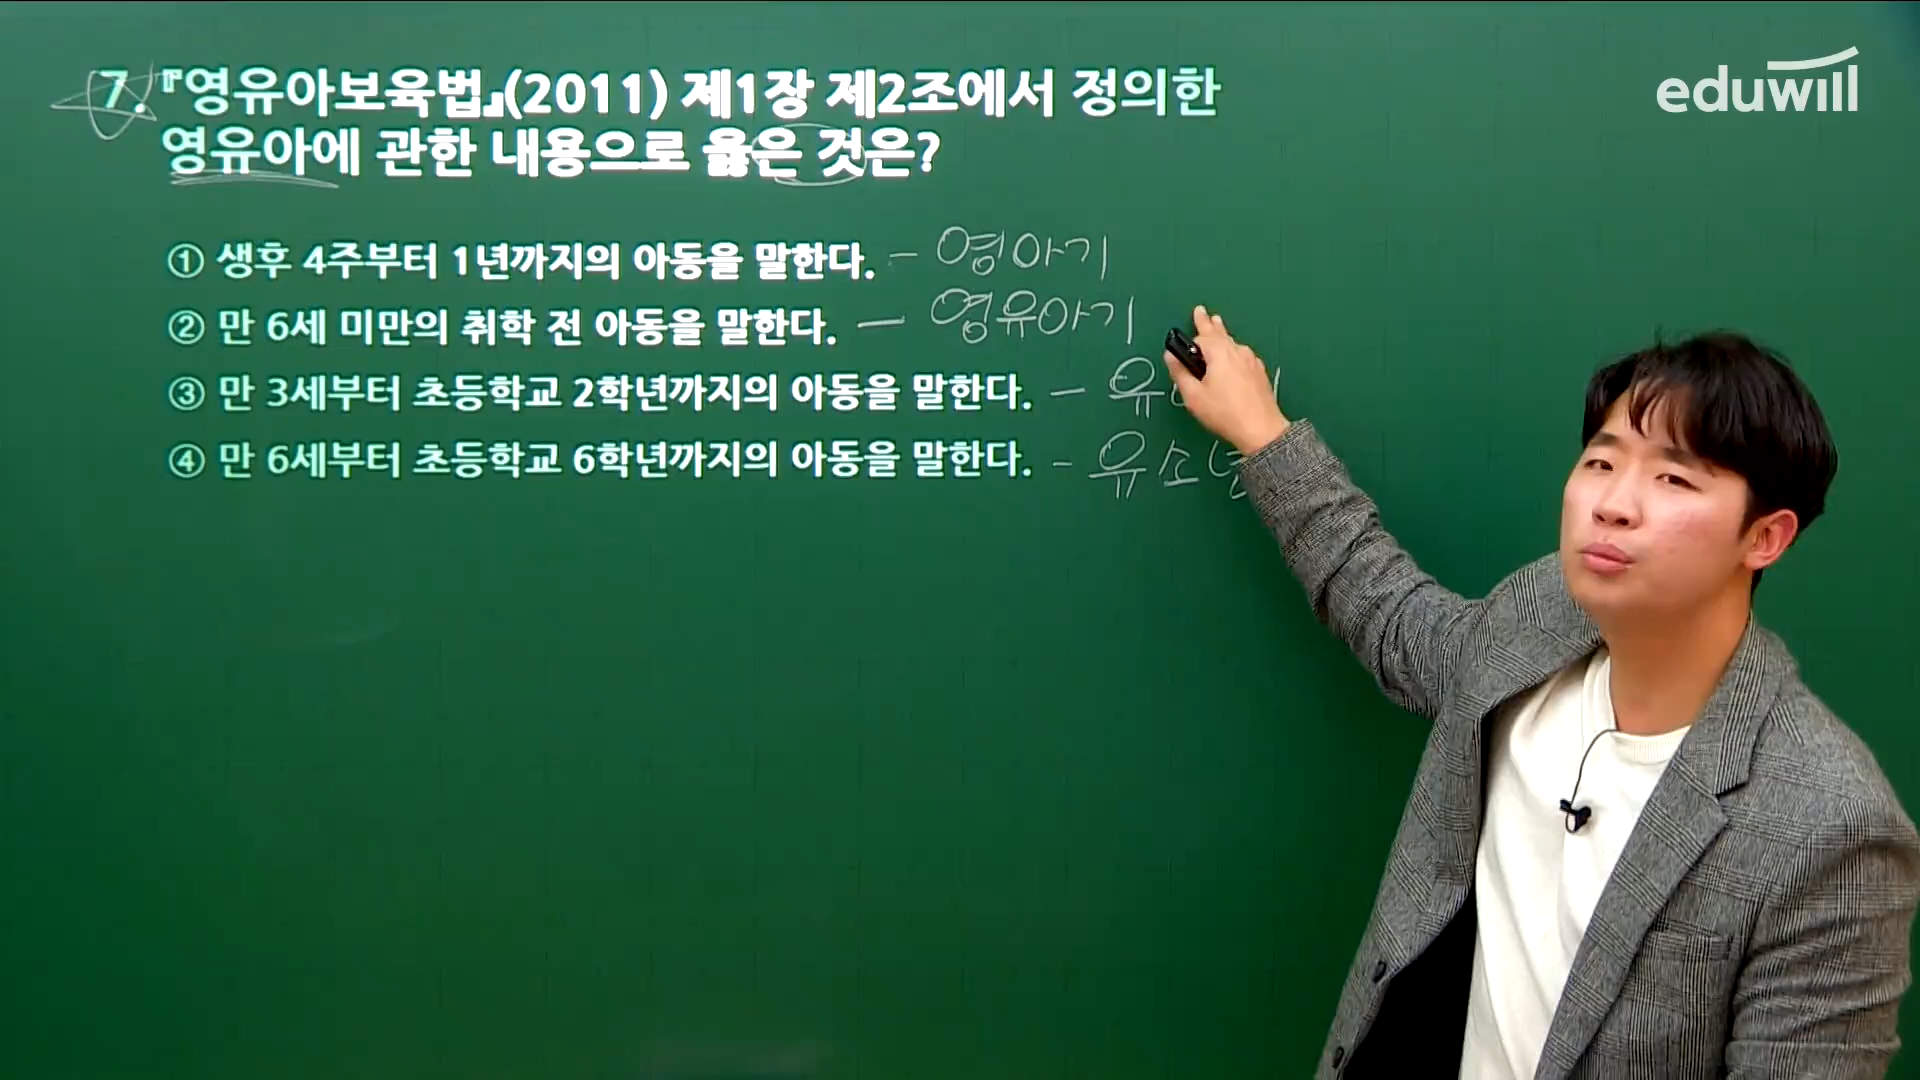 eduwill
7. 『영유아보육법』(2011) 제1장 제2조에서 정의한
영유아에 관한 내용으로 옳은 것은?
① 생후 4주부터 1년까지의 아동을 말한다. - 영아기
② 만 6세 미만의 취학 전 아동을 말한다. - 영유아기
③ 만 3세부터 초등학교 2학년까지의 아동을 말한다. -
④ 만 6세부터 초등학교 6학년까지의 아동을 말한다. - 유소년